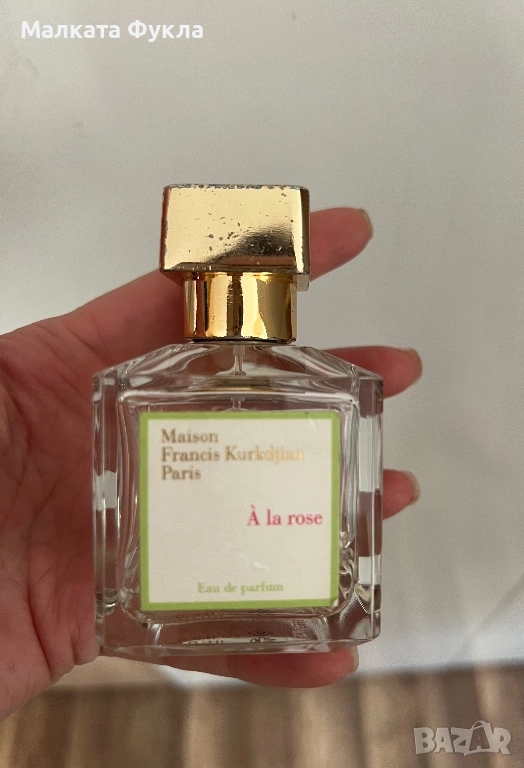 Малката Фукла
Maison
Francis Kurkdjian
Paris
À la rose
Eau de parfum
BAZAR